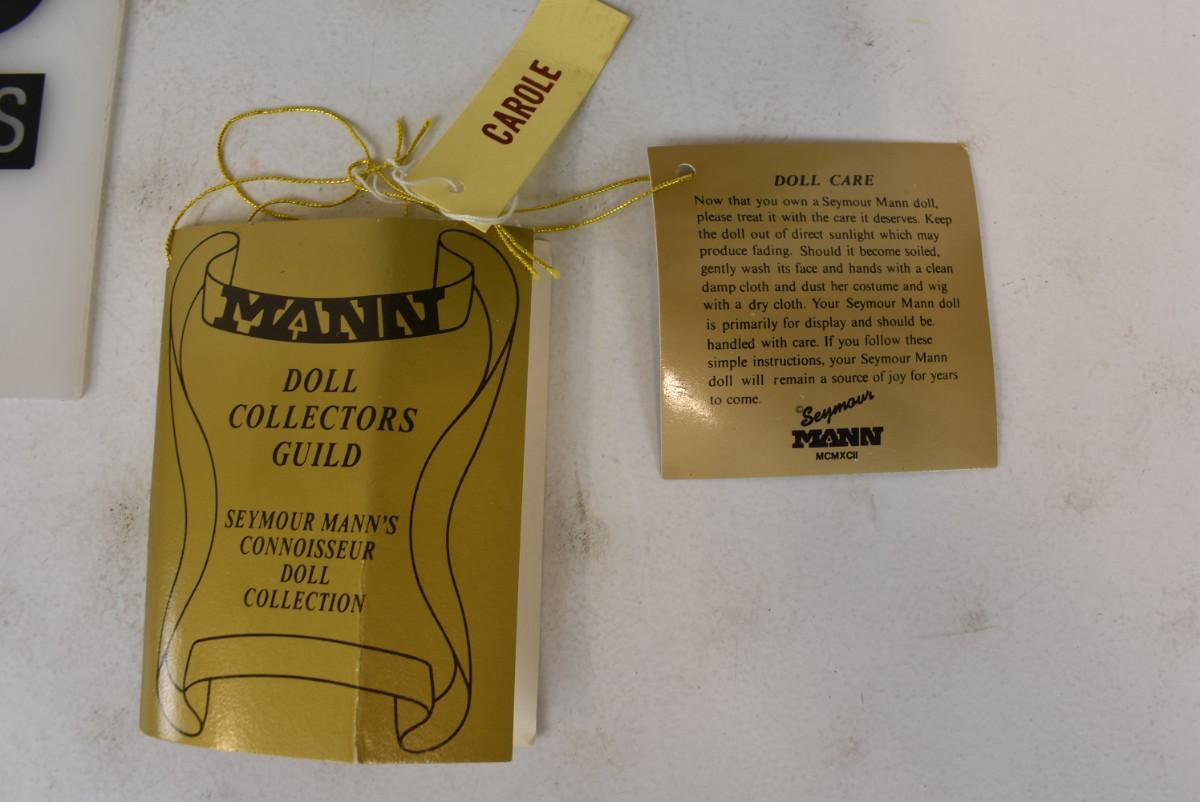 S
CAROLE
MANN
DOLL
COLLECTORS
GUILD
SEYMOUR MANN'S
CONNOISSEUR
DOLL
COLLECTION
DOLL CARE
Now that you own a Seymour Mann doll,
please treat it with the care it deserves. Keep
the doll out of direct sunlight which may
produce fading. Should it become soiled,
gently wash its face and hands with a clean
damp cloth and dust her costume and wig
with a dry cloth. Your Seymour Mann doll
is primarily for display and should be.
handled with care. If you follow these
simple instructions, your Seymour Mann
doll will remain a source of joy for years
to come.
©Seymour
MANN
MCMXCII